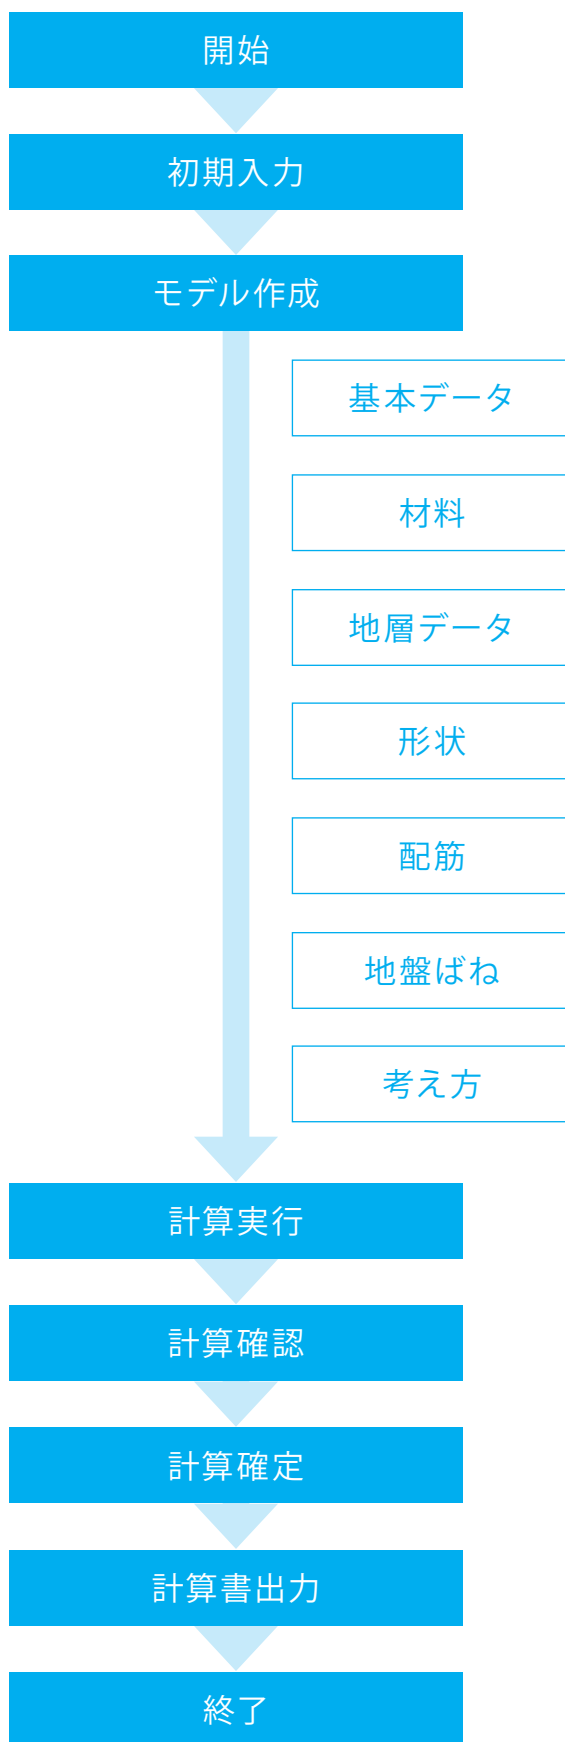 開始
初期入力
モデル作成
基本データ
材料
地層データ
形状
配筋
地盤ばね
考え方
計算実行
計算確認
計算確定
計算書出力
終了